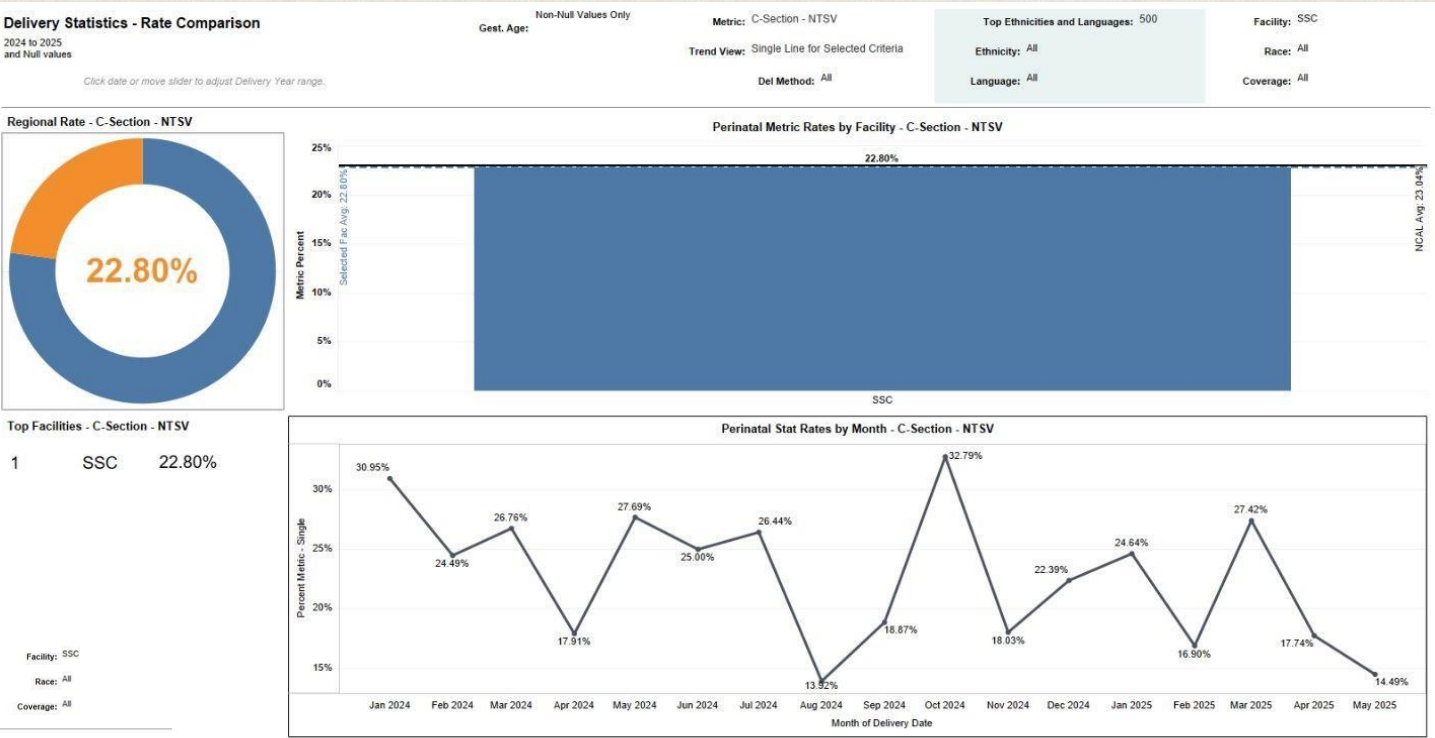 Delivery Statistics - Rate Comparison
2024 to 2025
and Null values
Click date or move slider to adjust Delivery Year range.
Non-Null Values Only
Gest. Age:
Metric: C-Section - NTSV
Trend View: Single Line for Selected Criteria
Del Method: All
Top Ethnicities and Languages: 500
Ethnicity: All
Language: All
Facility: SSC
Race: All
Coverage: All
Regional Rate - C-Section - NTSV
22.80%
Perinatal Metric Rates by Facility - C-Section - NTSV
Metric Percent
25%
20%
15%
10%
5%
0%
Selected Fac Avg: 22.80%
22.80%
NCAL Avg: 23.04%
SSC
Top Facilities - C-Section - NTSV
1 SSC 22.80%
Facility: SSC
Race: All
Coverage: All
Perinatal Stat Rates by Month - C-Section - NTSV
Percent Metric - Single
30%
25%
20%
15%
30.95%
24.49%
26.76%
17.91%
27.69%
25.00%
26.44%
13.92%
18.87%
32.79%
18.03%
22.39%
24.64%
16.90%
27.42%
17.74%
14.49%
Jan 2024 Feb 2024 Mar 2024 Apr 2024 May 2024 Jun 2024 Jul 2024 Aug 2024 Sep 2024 Oct 2024 Nov 2024 Dec 2024 Jan 2025 Feb 2025 Mar 2025 Apr 2025 May 2025
Month of Delivery Date